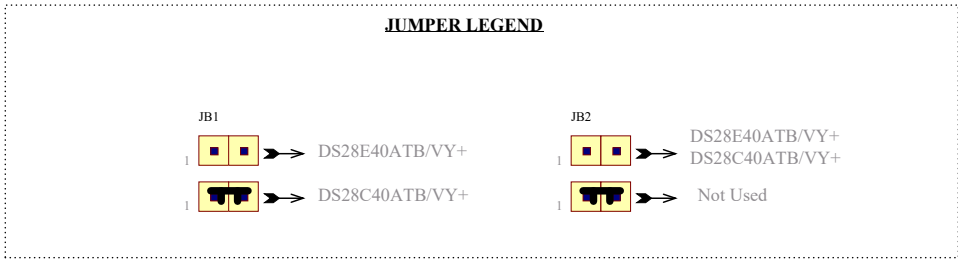 JUMPER LEGEND
JB1
1
DS28E40ATB/VY+
1
DS28C40ATB/VY+
JB2
1
DS28E40ATB/VY+
DS28C40ATB/VY+
1
Not Used